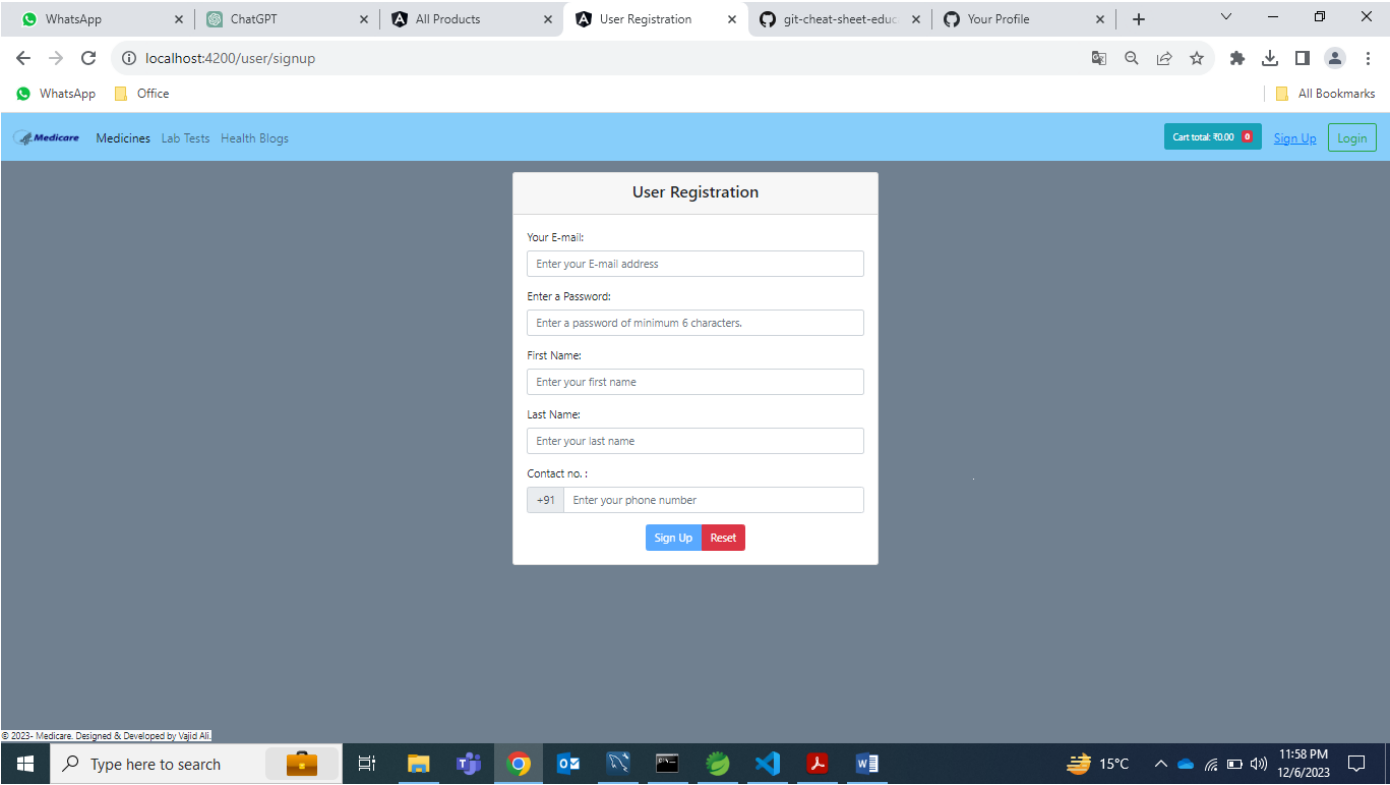 WhatsApp ChatGPT All Products User Registration git-cheat-sheet-educ Your Profile
localhost:4200/user/signup
WhatsApp Office All Bookmarks
Medicare Medicines Lab Tests Health Blogs Cart total: ₹0.00 0 Sign Up Login
User Registration
Your E-mail:
Enter your E-mail address
Enter a Password:
Enter a password of minimum 6 characters.
First Name:
Enter your first name
Last Name:
Enter your last name
Contact no. :
+91 Enter your phone number
Sign Up Reset
© 2023- Medicare. Designed & Developed by Vajid Ali.
Type here to search 15°C 11:58 PM
12/6/2023